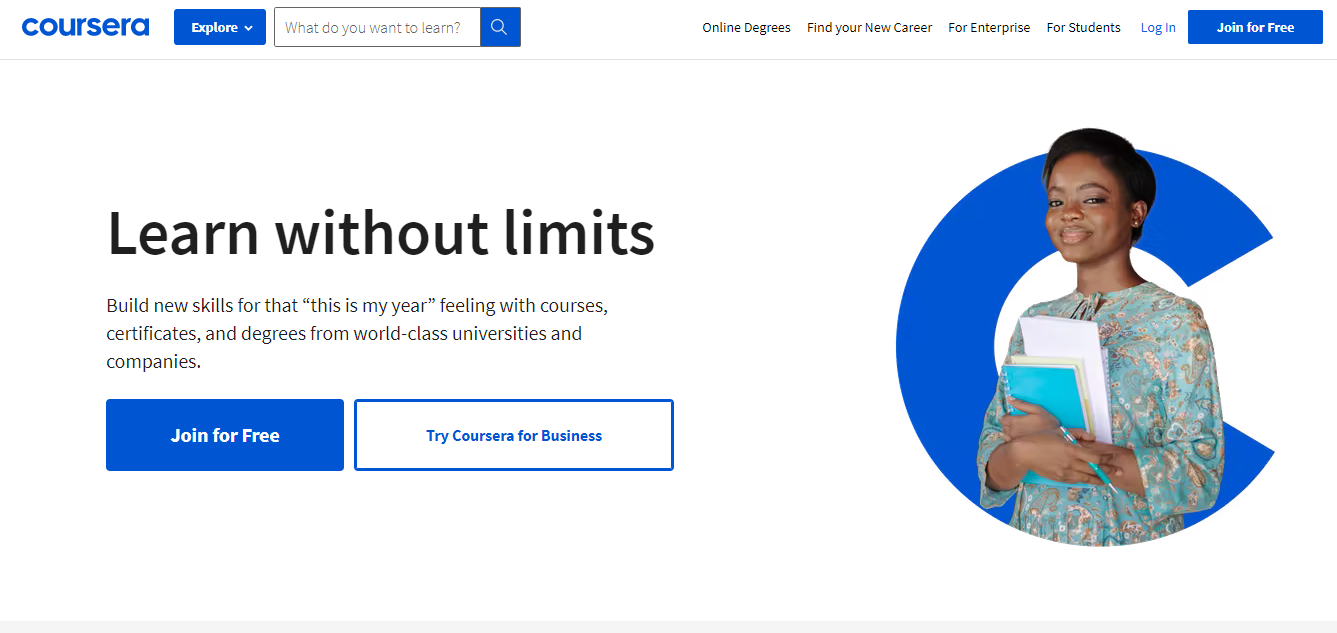 coursera
Explore
What do you want to learn?
Online Degrees
Find your New Career
For Enterprise
For Students
Log In
Join for Free
Learn without limits
Build new skills for that “this is my year” feeling with courses,
certificates, and degrees from world-class universities and
companies.
Join for Free
Try Coursera for Business